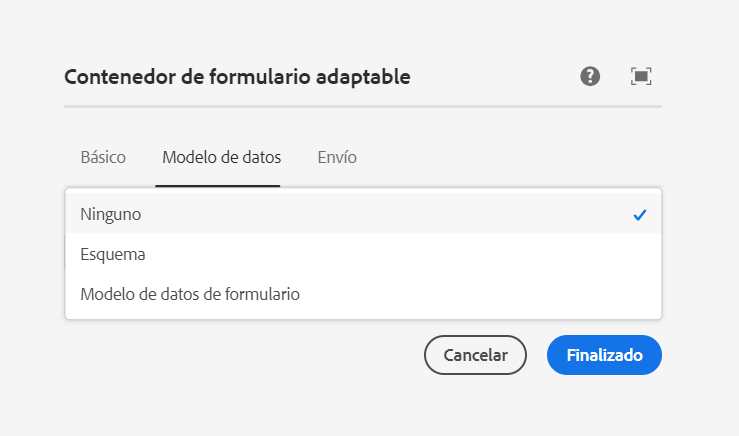 Contenedor de formulario adaptable
Básico Modelo de datos Envío
Ninguno
Esquema
Modelo de datos de formulario
Cancelar Finalizado